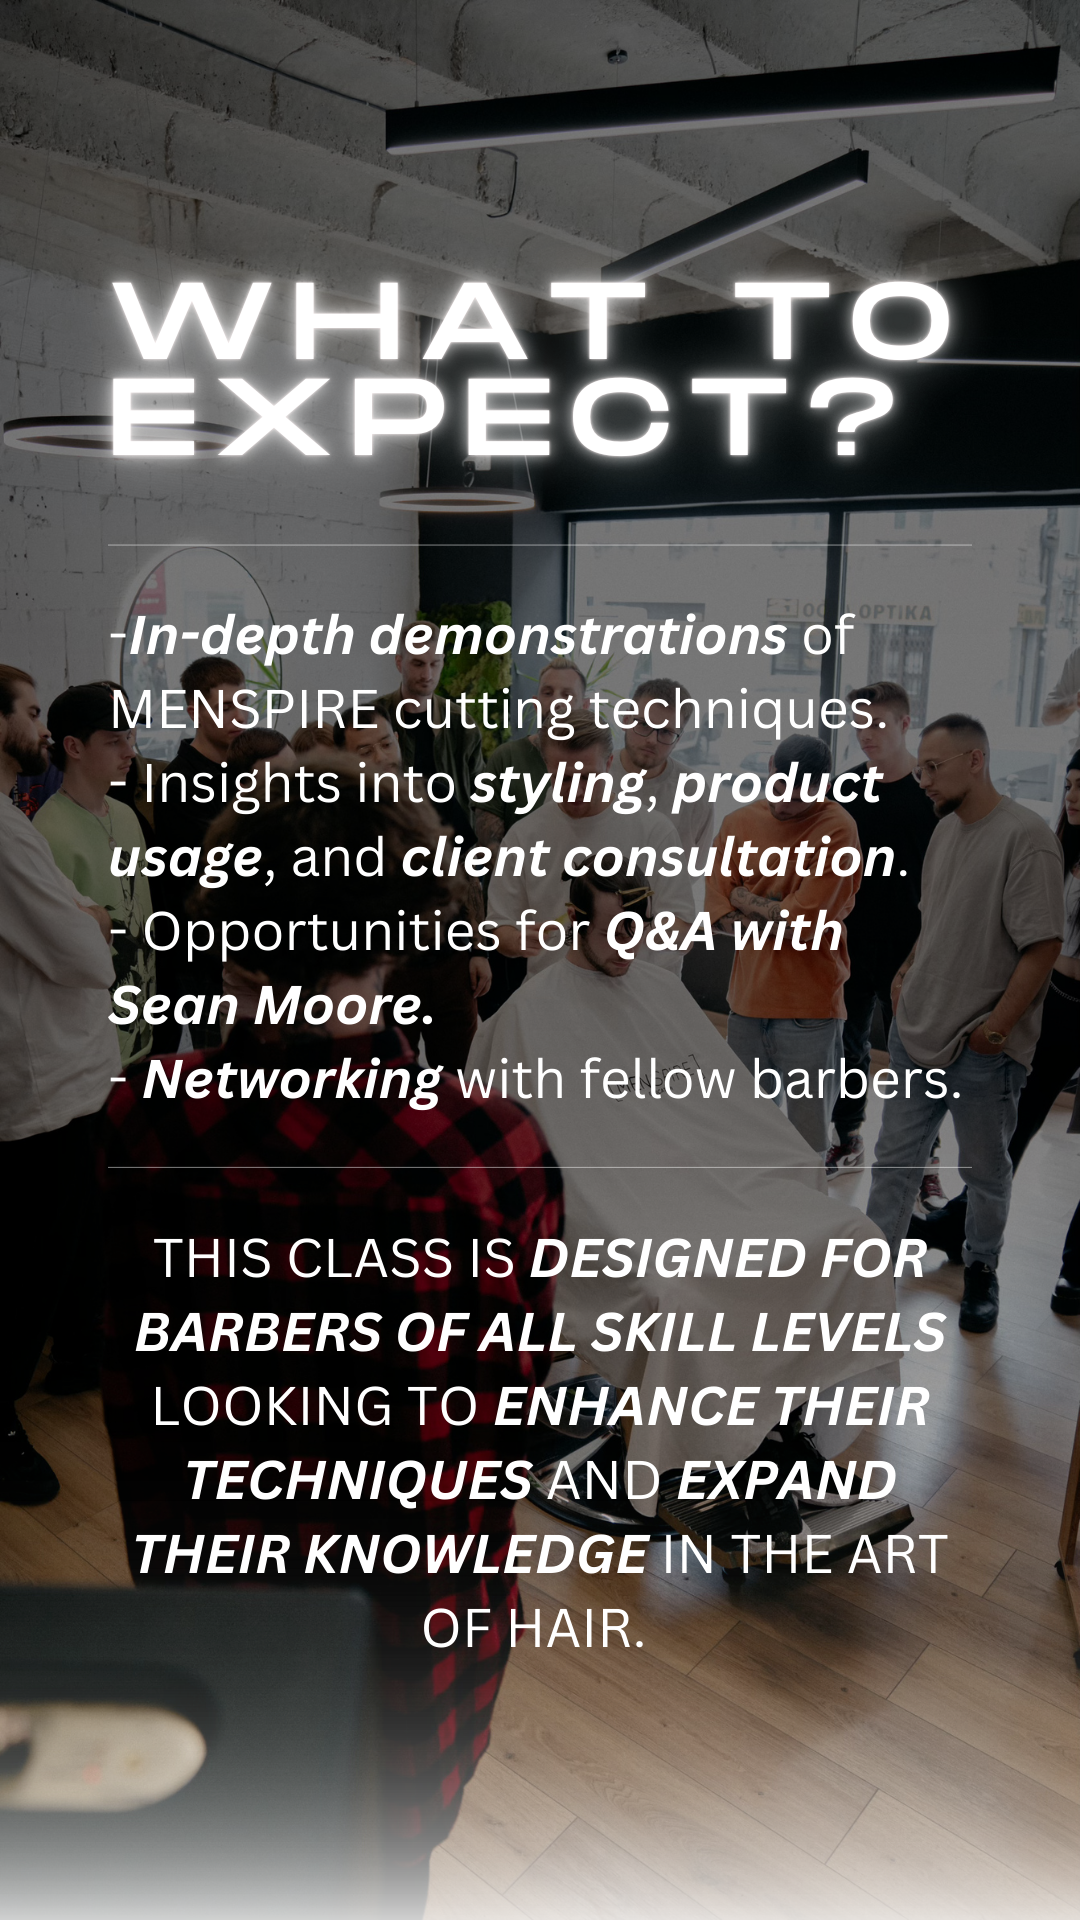 WHAT TO
EXPECT?
OPTIKA
-In-depth demonstrations of
MENSPIRE cutting techniques.
- Insights into styling, product
usage, and client consultation.
- Opportunities for Q&A with
Sean Moore.
- Networking with fellow barbers.
MENSPIRE
THIS CLASS IS DESIGNED FOR
BARBERS OF ALL SKILL LEVELS
LOOKING TO ENHANCE THEIR
TECHNIQUES AND EXPAND
THEIR KNOWLEDGE IN THE ART
OF HAIR.